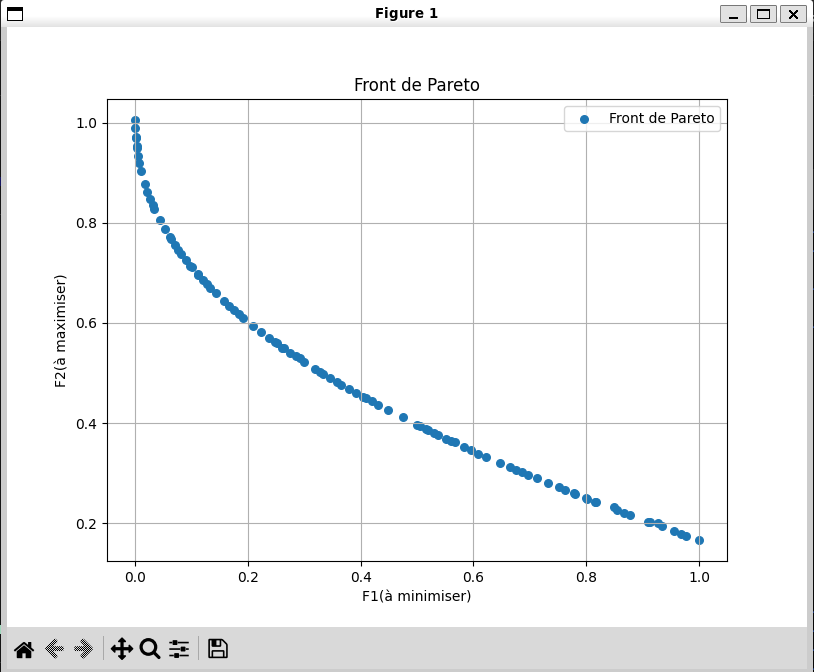 Figure 1
Front de Pareto
Front de Pareto
1.0
0.8
0.6
0.4
0.2
F2(à maximiser)
0.0 0.2 0.4 0.6 0.8 1.0
F1(à minimiser)